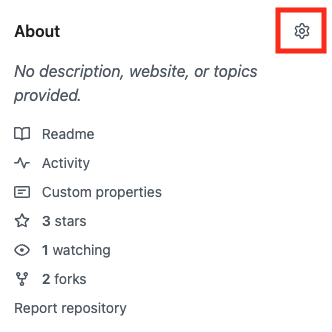 About
No description, website, or topics
provided.
Readme
Activity
Custom properties
3 stars
1 watching
2 forks
Report repository